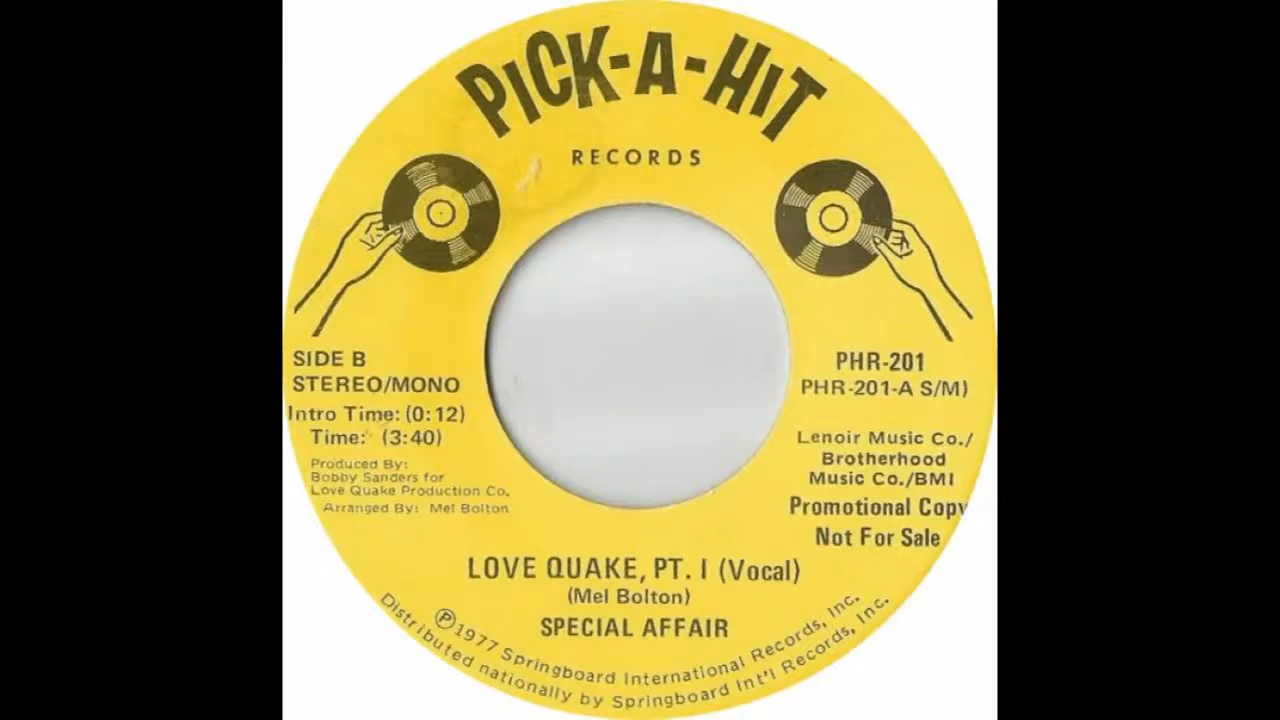 PICK-A-HIT
RECORDS
SIDE B
STEREO/MONO
Intro Time: (0:12)
Time: (3:40)
Produced By:
Bobby Sanders for
Love Quake Production Co.
Arranged By: Mel Bolton
PHR-201
PHR-201-A S/M)
Lenoir Music Co./
Brotherhood
Music Co./BMI
Promotional Copy
Not For Sale
LOVE QUAKE, PT. I (Vocal)
(Mel Bolton)
SPECIAL AFFAIR
℗1977 Springboard International Records, Inc.
Distributed nationally by Springboard Int'l Records, Inc.